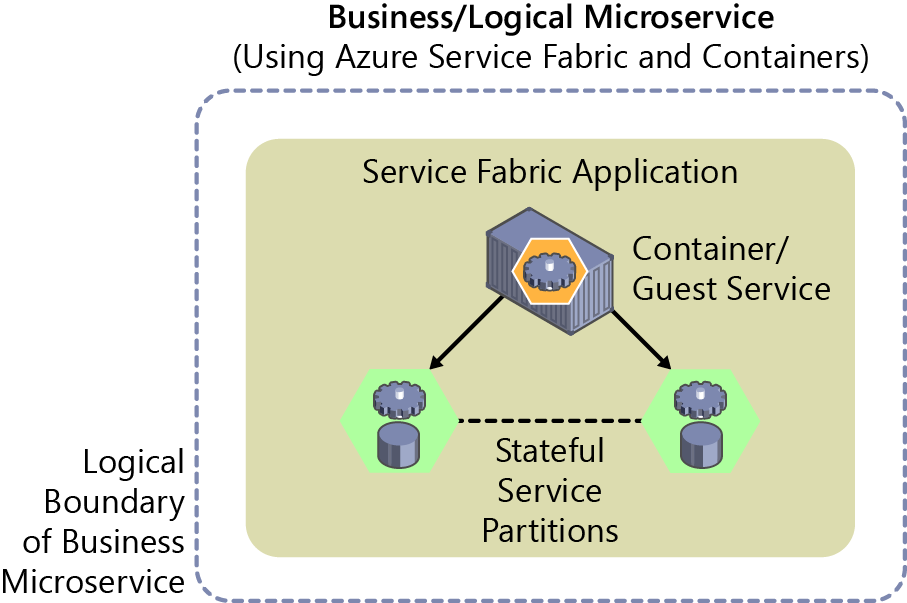 Business/Logical Microservice
(Using Azure Service Fabric and Containers)
Service Fabric Application
Container/
Guest Service
Stateful
Service
Partitions
Logical
Boundary
of Business
Microservice